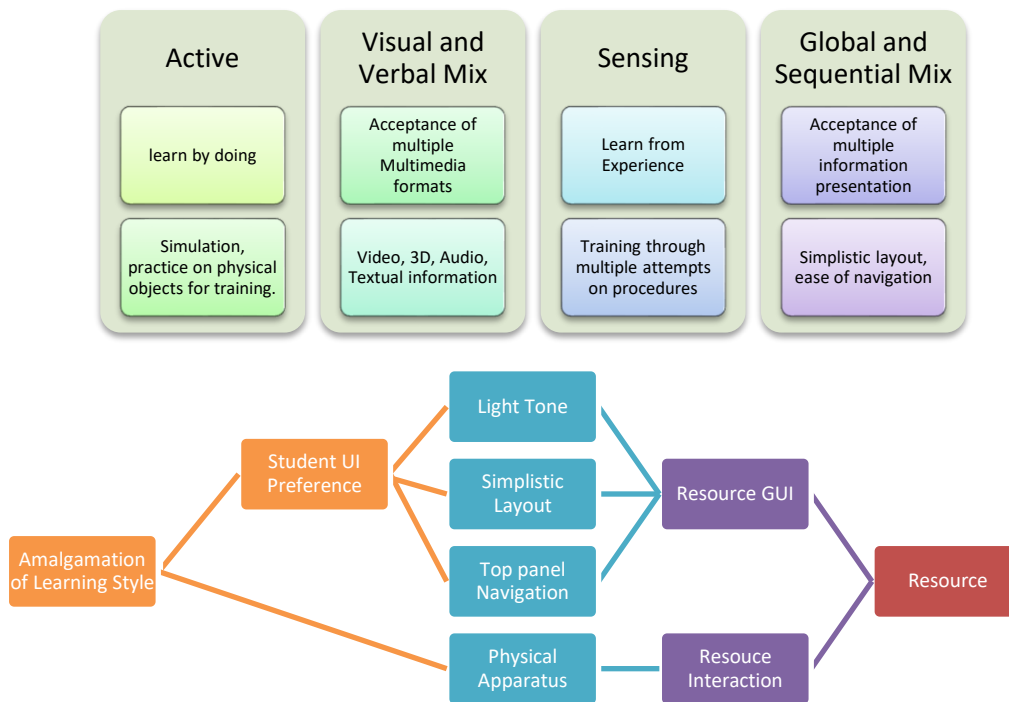 Active
learn by doing
Simulation,
practice on physical
objects for training.
Visual and
Verbal Mix
Acceptance of
multiple
Multimedia
formats
Video, 3D, Audio,
Textual information
Sensing
Learn from
Experience
Training through
multiple attempts
on procedures
Global and
Sequential Mix
Acceptance of
multiple
information
presentation
Simplistic layout,
ease of navigation
Amalgamation
of Learning Style
Student UI
Preference
Light Tone
Simplistic
Layout
Top panel
Navigation
Physical
Apparatus
Resource GUI
Resouce
Interaction
Resource